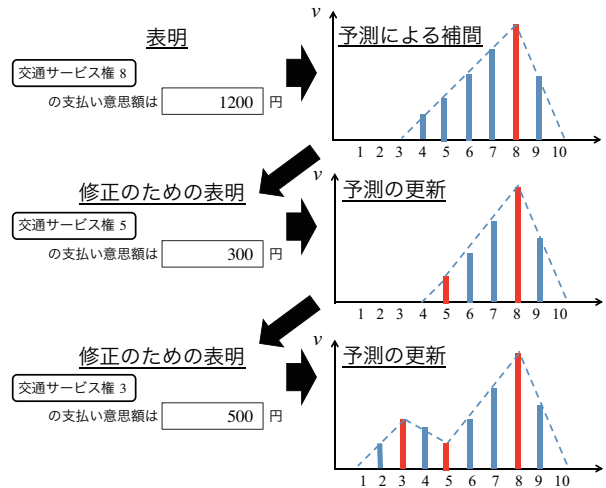 表明
交通サービス権 8
の支払い意思額は 1200 円
予測による補間
v
1 2 3 4 5 6 7 8 9 10
修正のための表明
交通サービス権 5
の支払い意思額は 300 円
予測の更新
v
1 2 3 4 5 6 7 8 9 10
修正のための表明
交通サービス権 3
の支払い意思額は 500 円
予測の更新
v
1 2 3 4 5 6 7 8 9 10